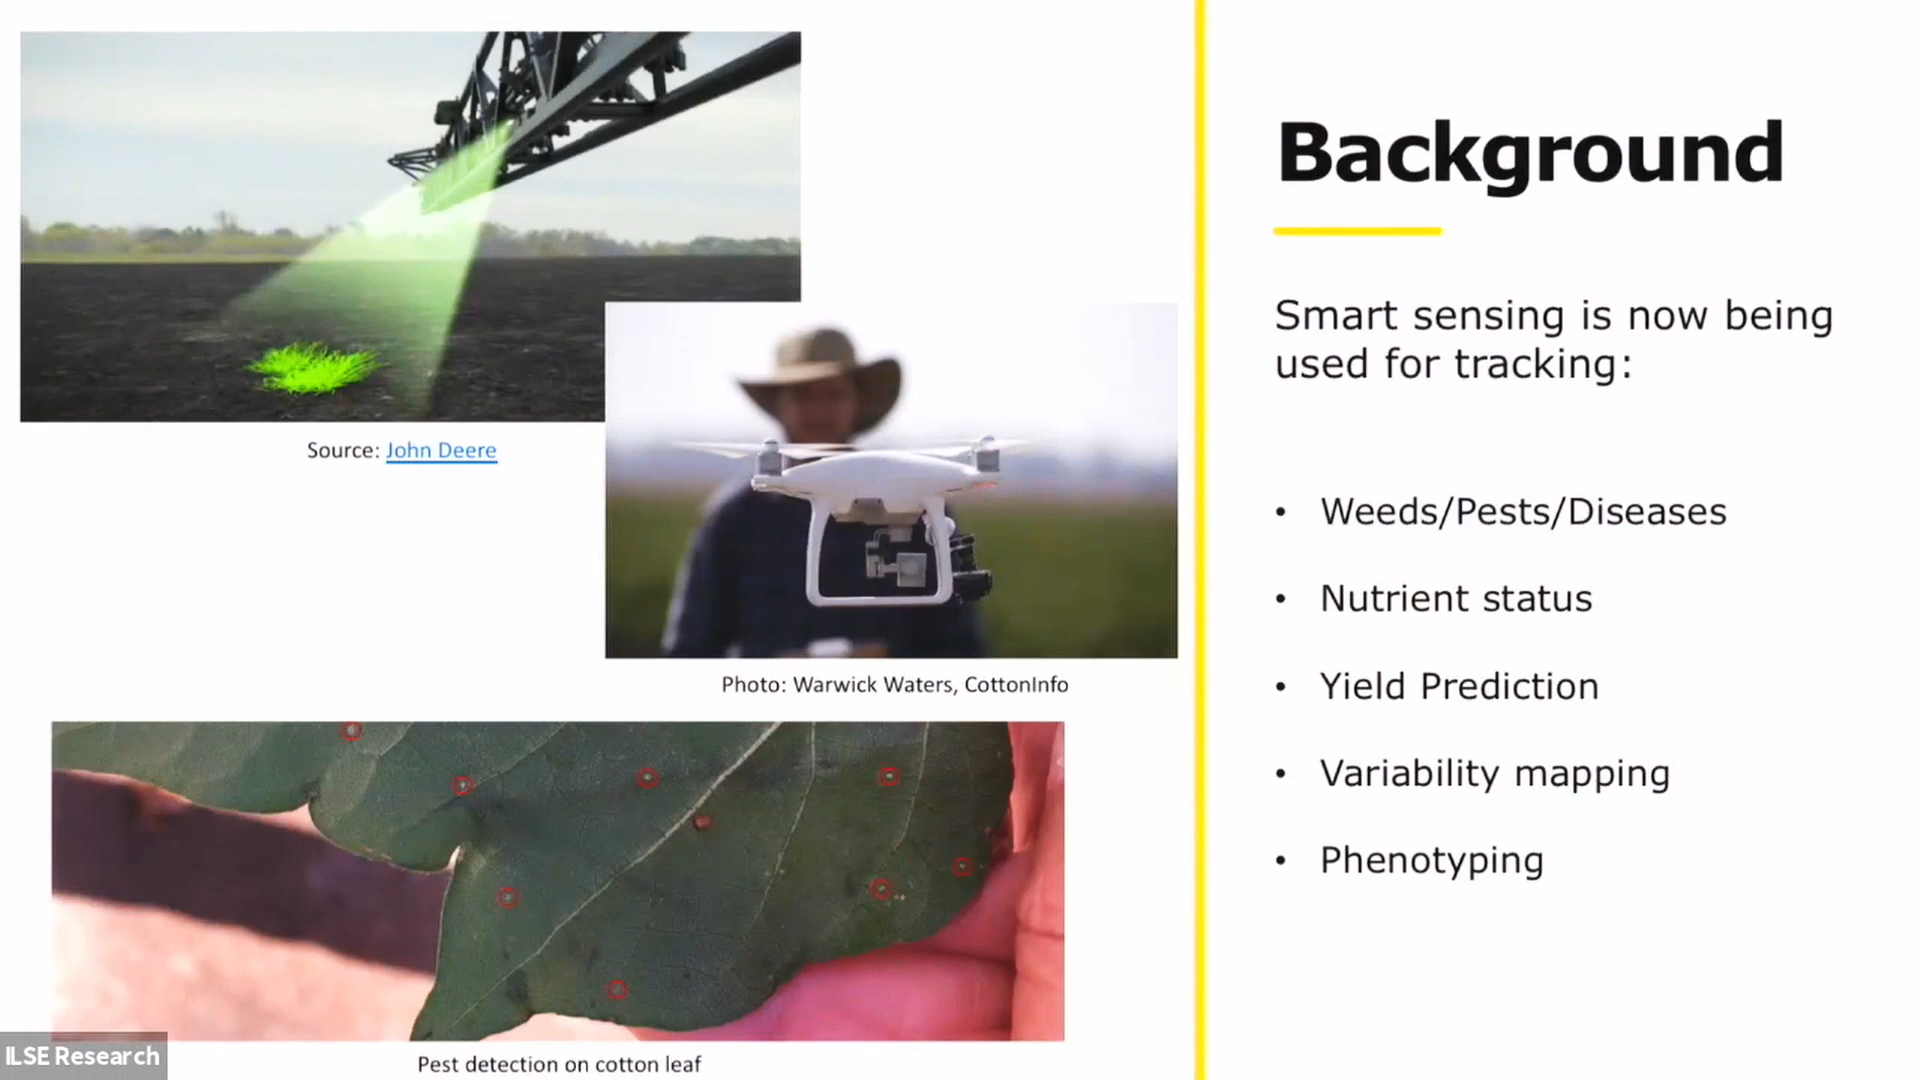 Background
Smart sensing is now being
used for tracking:
• Weeds/Pests/Diseases
• Nutrient status
• Yield Prediction
• Variability mapping
• Phenotyping
Source: John Deere
Photo: Warwick Waters, CottonInfo
Pest detection on cotton leaf
ILSE Research